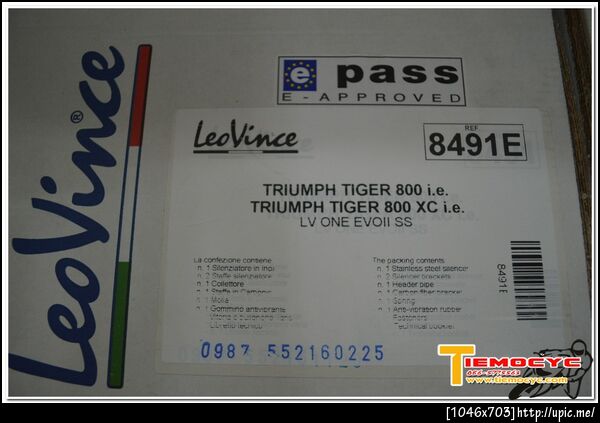 LeoVince®
e pass
E-APPROVED
LeoVince
REF
8491E
TRIUMPH TIGER 800 i.e.
TRIUMPH TIGER 800 XC i.e.
LV ONE EVOII SS
La confezione contiene
n. 1 Silenziatore in Inox
n. 2 Staffe silenziatore
n. 1 Collettore
n. 1 Staffa in Carbonio
n. 1 Molla
n. 1 Gommino antivibrante
Libretto tecnico
The packing contents
n. 1 Stainless steel silencer
n. 2 Silencer brackets
n. 1 Header pipe
n. 1 Carbon fiber bracket
n. 1 Spring
n. 1 Anti-vibration rubber
Fasteners
Technical booklet
8491E
0987 552160225
TIEMOCYC
www.tiemocyc.com
[1046x703]http://upic.me/